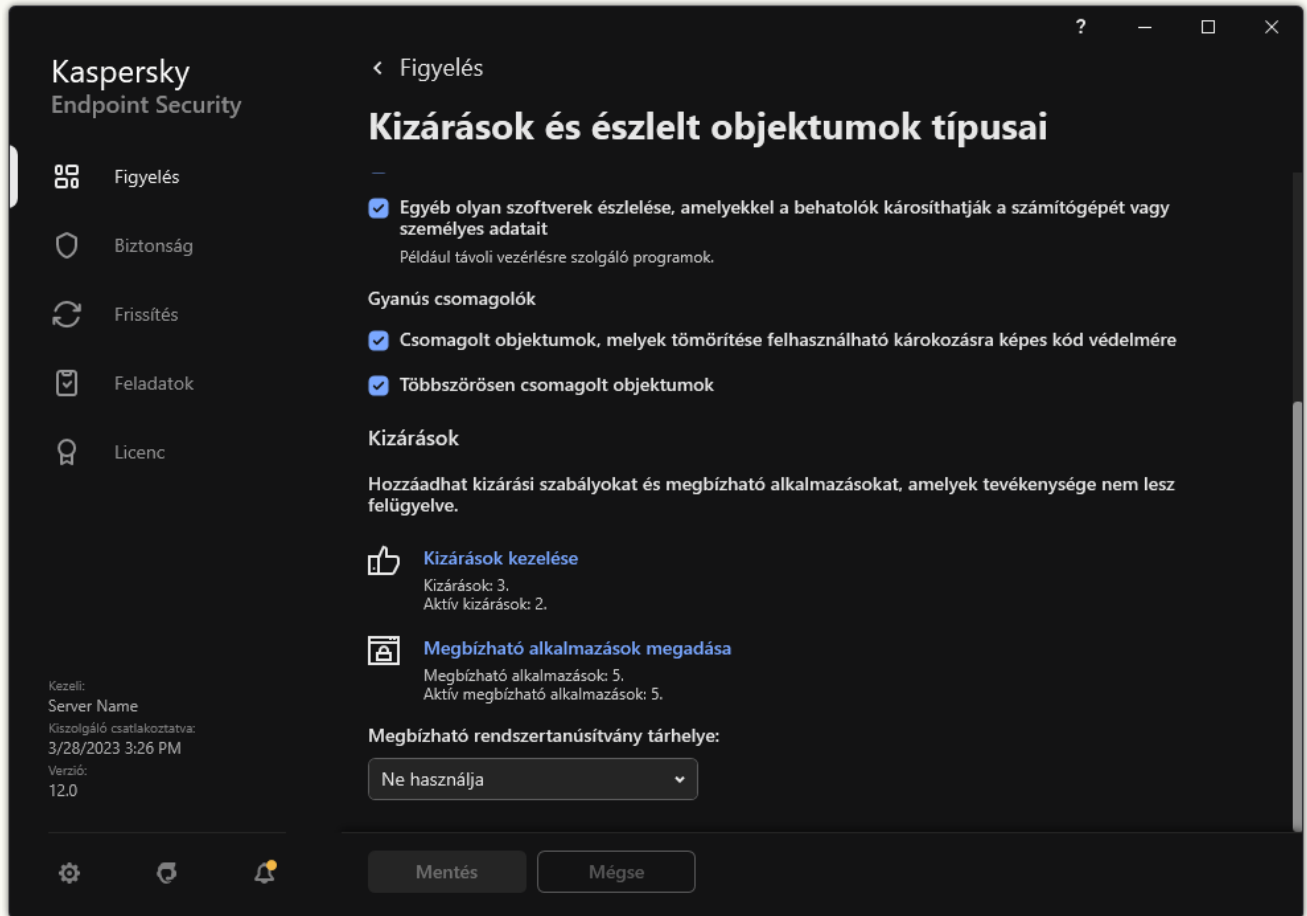 ?
Kaspersky
Endpoint Security
Figyelés
Biztonság
Frissítés
Feladatok
Licenc
Kezeli:
Server Name
Kiszolgáló csatlakoztatva:
3/28/2023 3:26 PM
Verzió:
12.0
Figyelés
Kizárások és észlelt objektumok típusai
Egyéb olyan szoftverek észlelése, amelyekkel a behatolók károsíthatják a számítógépét vagy
személyes adatait
Például távoli vezérlésre szolgáló programok.
Gyanús csomagolók
Csomagolt objektumok, melyek tömörítése felhasználható károkozásra képes kód védelmére
Többszörösen csomagolt objektumok
Kizárások
Hozzáadhat kizárási szabályokat és megbízható alkalmazásokat, amelyek tevékenysége nem lesz
felügyelve.
Kizárások kezelése
Kizárások: 3.
Aktív kizárások: 2.
Megbízható alkalmazások megadása
Megbízható alkalmazások: 5.
Aktív megbízható alkalmazások: 5.
Megbízható rendszertanúsítvány tárhelye:
Ne használja
Mentés
Mégse